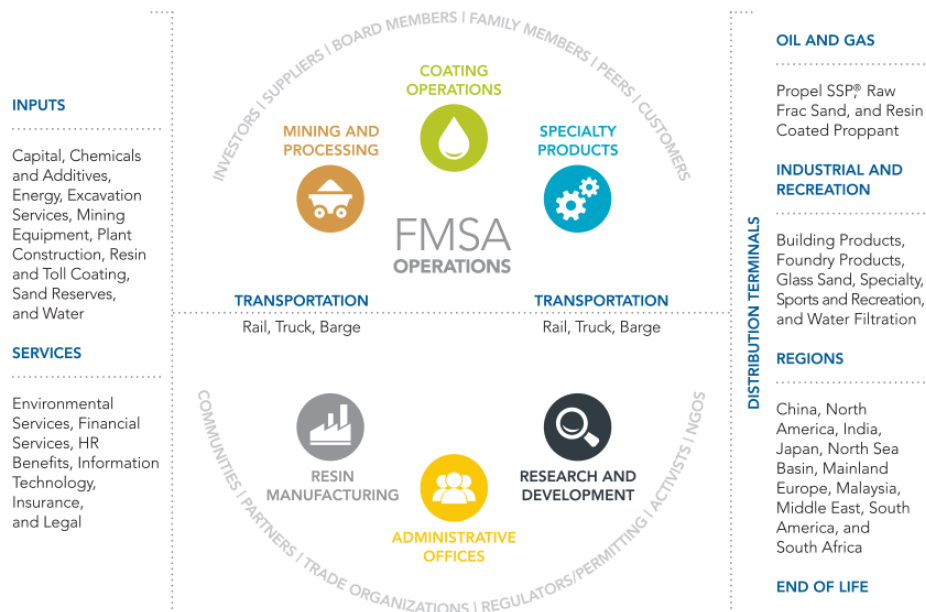 INPUTS
Capital, Chemicals
and Additives,
Energy, Excavation
Services, Mining
Equipment, Plant
Construction, Resin
and Toll Coating,
Sand Reserves,
and Water
SERVICES
Environmental
Services, Financial
Services, HR
Benefits, Information
Technology,
Insurance,
and Legal
INVESTORS | SUPPLIERS | BOARD MEMBERS | FAMILY MEMBERS | PEERS | CUSTOMERS
COATING
OPERATIONS
MINING AND
PROCESSING
SPECIALTY
PRODUCTS
FMSA
OPERATIONS
TRANSPORTATION
Rail, Truck, Barge
TRANSPORTATION
Rail, Truck, Barge
RESIN
MANUFACTURING
RESEARCH AND
DEVELOPMENT
ADMINISTRATIVE
OFFICES
COMMUNITIES | PARTNERS | TRADE ORGANIZATIONS | REGULATORS/PERMITTING | ACTIVISTS | NGOS
DISTRIBUTION TERMINALS
OIL AND GAS
Propel SSP,® Raw
Frac Sand, and Resin
Coated Proppant
INDUSTRIAL AND
RECREATION
Building Products,
Foundry Products,
Glass Sand, Specialty,
Sports and Recreation,
and Water Filtration
REGIONS
China, North
America, India,
Japan, North Sea
Basin, Mainland
Europe, Malaysia,
Middle East, South
America, and
South Africa
END OF LIFE